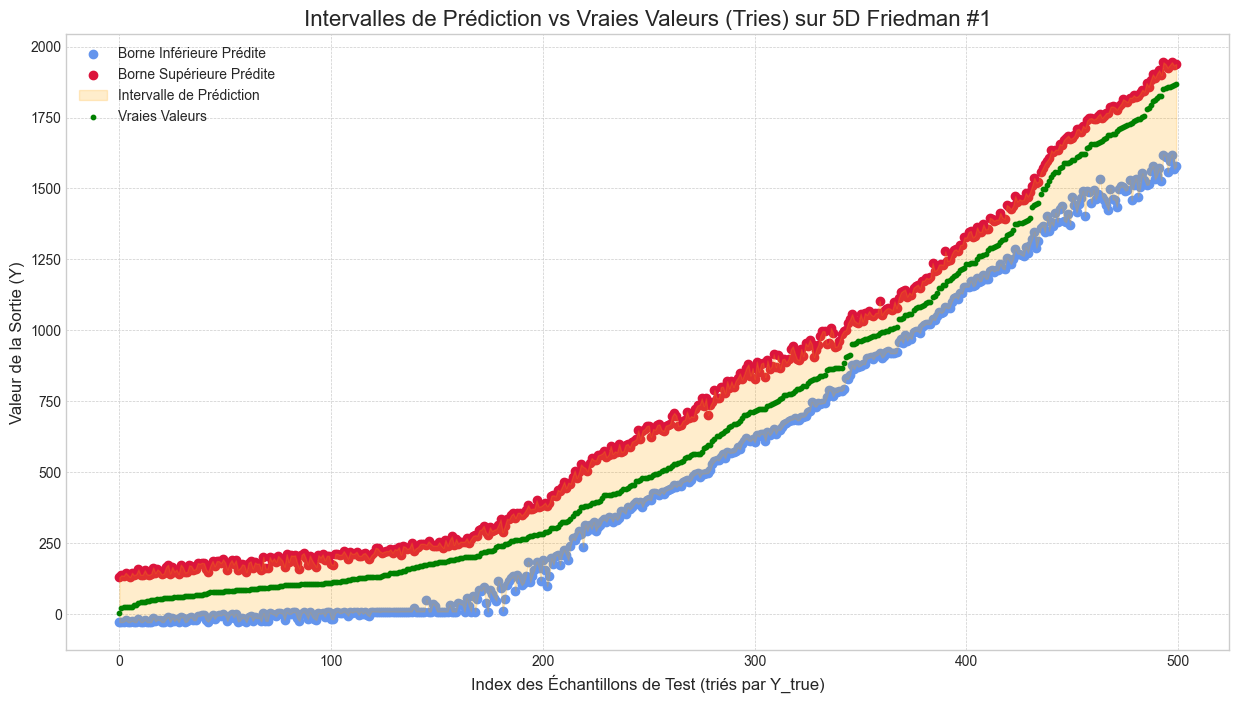 Intervalles de Prédiction vs Vraies Valeurs (Tries) sur 5D Friedman #1
Borne Inférieure Prédite
Borne Supérieure Prédite
Intervalle de Prédiction
Vraies Valeurs
Valeur de la Sortie (Y)
2000
1750
1500
1250
1000
750
500
250
0
0 100 200 300 400 500
Index des Échantillons de Test (triés par Y_true)